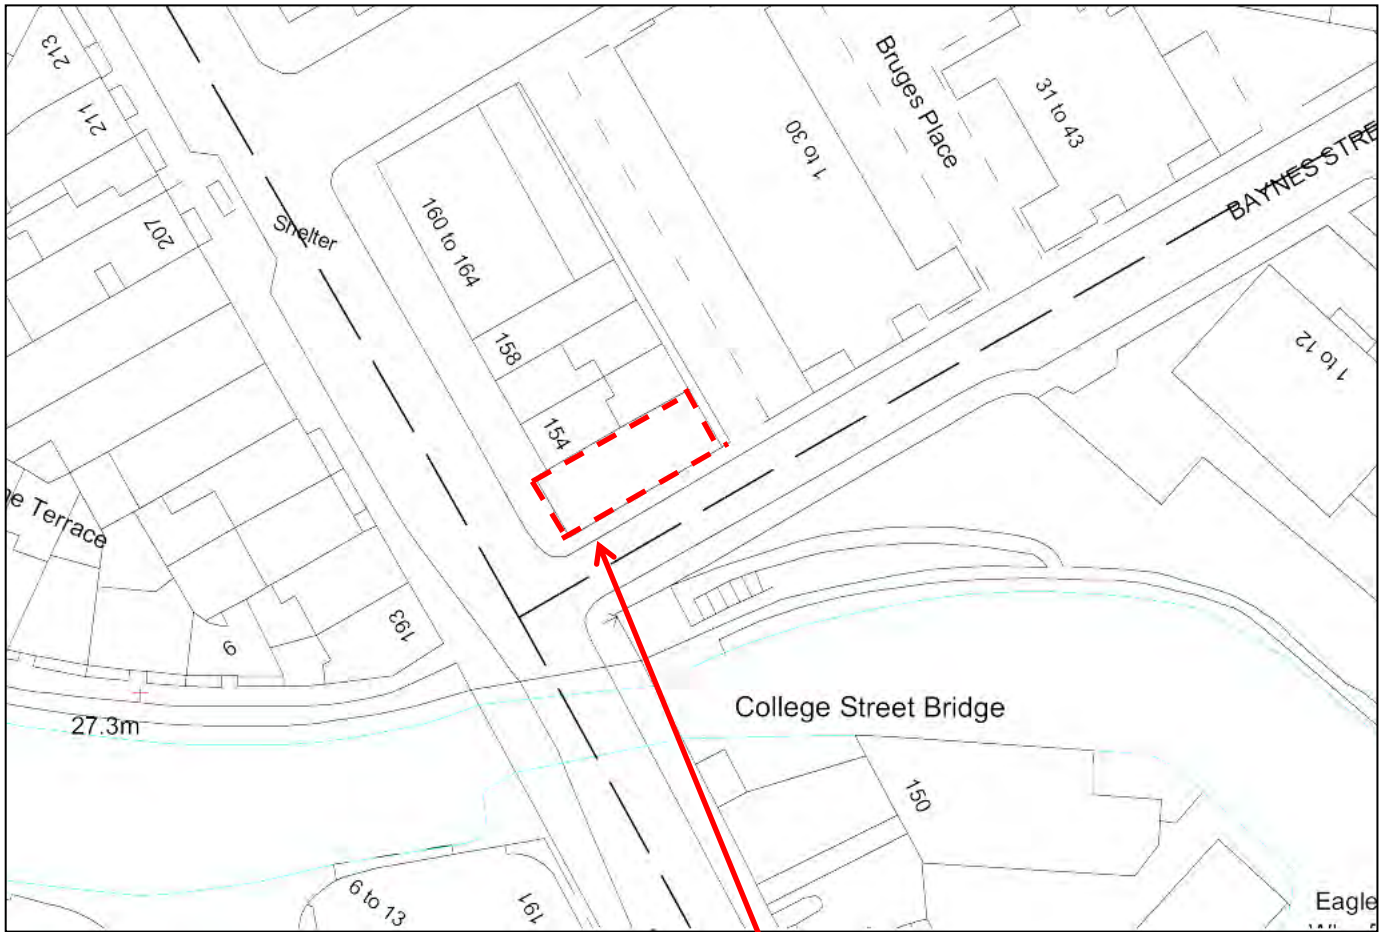 213
211
207
Shelter
160 to 164
158
154
1 to 30
Bruges Place
31 to 43
BAYNES STRE
1 to 12
ne Terrace
9
193
27.3m
College Street Bridge
150
6 to 13
191
Eagle